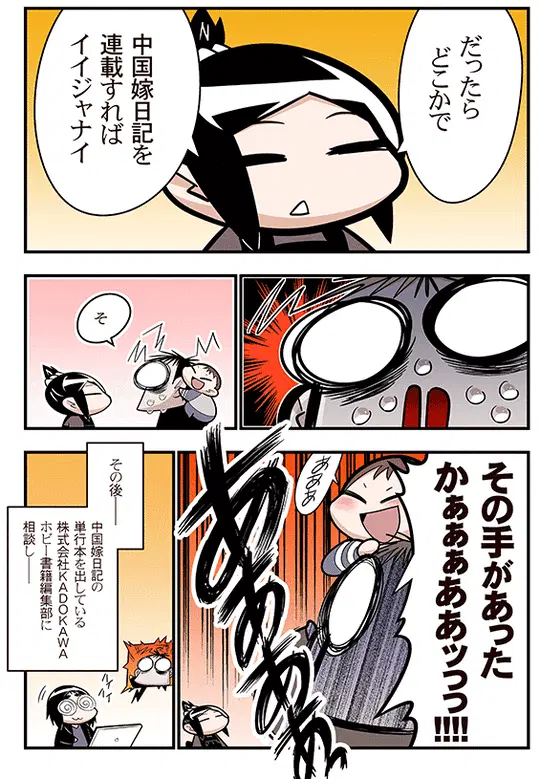 だったら
どこかで
中国嫁日記を
連載すれば
イイジャナイ
N
そ
その手があった
かぁぁぁああッっっ
!!!!
あぁぁ
あぁあぁぁ
その後――
中国嫁日記の
単行本を出している
株式会社KADOKAWA
ホビー書籍編集部に
相談し――